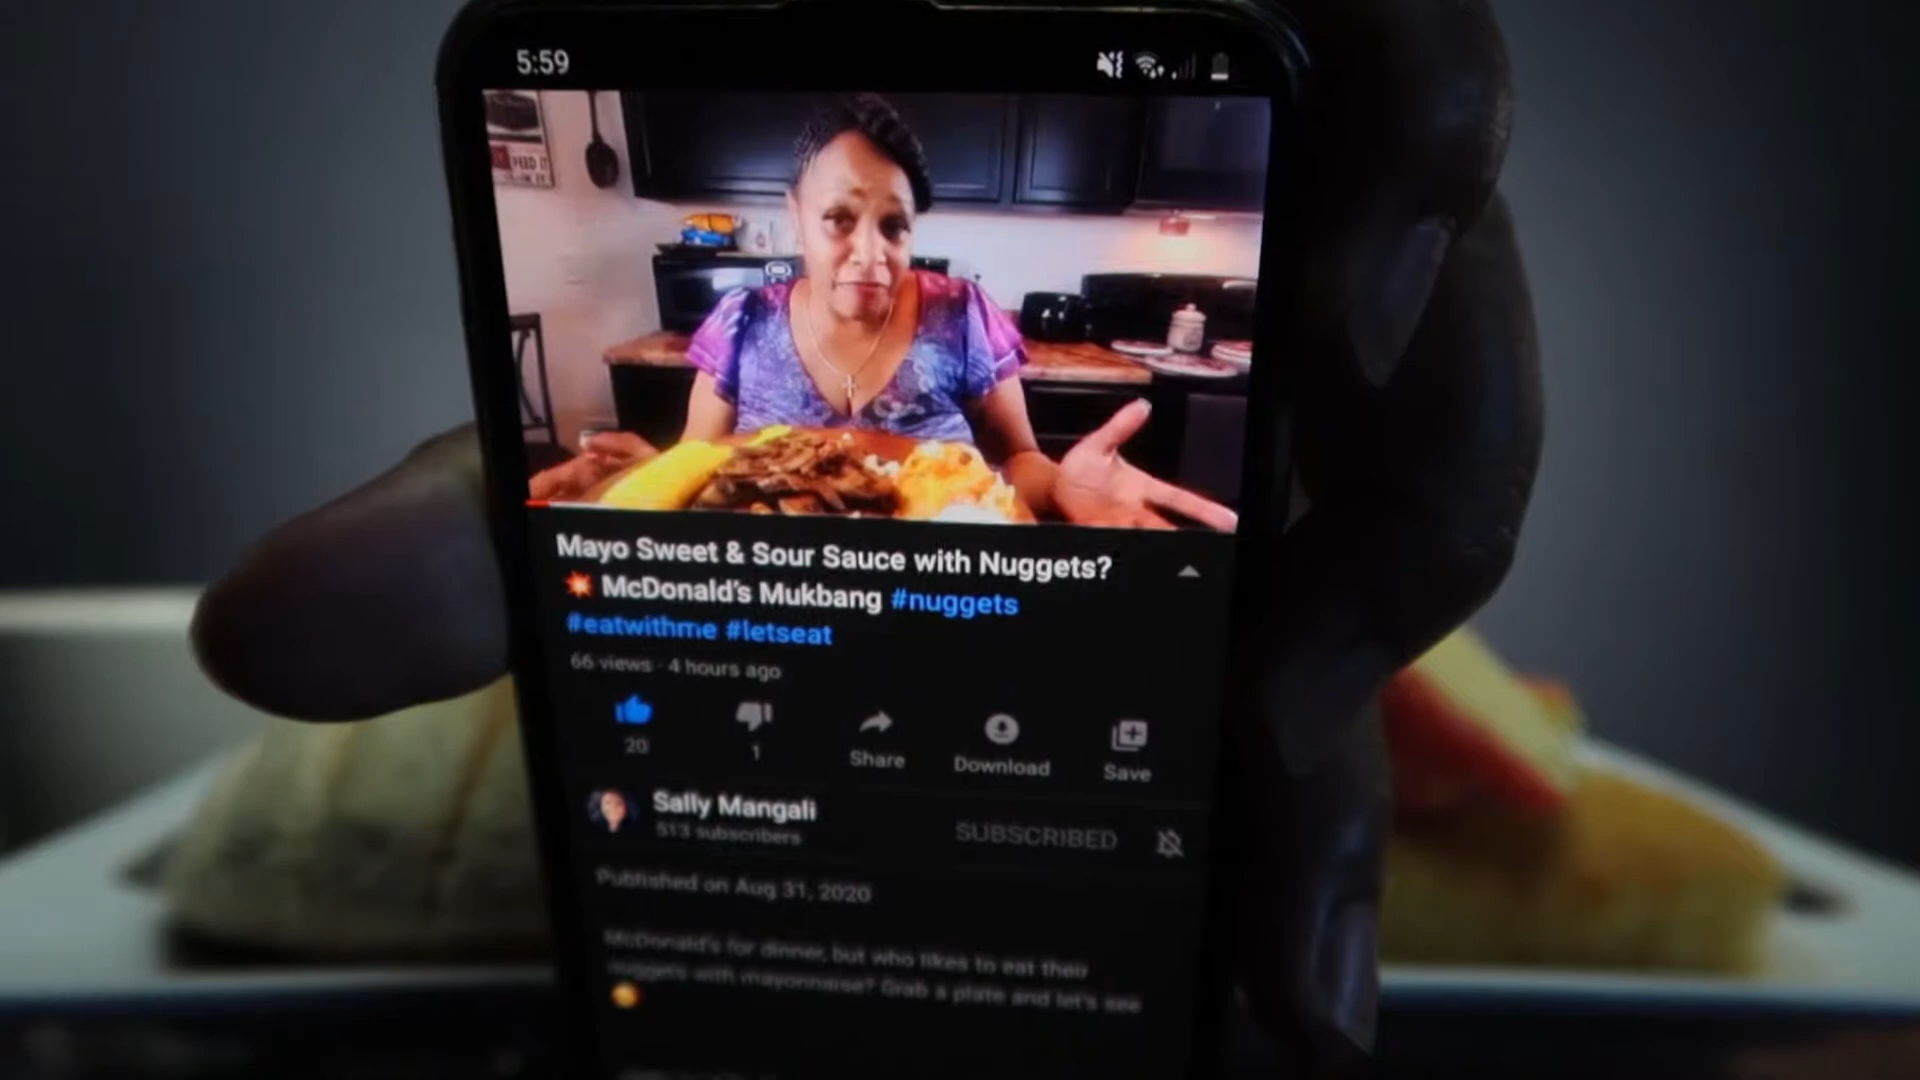 5:59
FEED IT
Mayo Sweet & Sour Sauce with Nuggets?
💥 McDonald's Mukbang #nuggets
#eatwithme #letseat
66 views · 4 hours ago
20
1
Share
Download
Save
Sally Mangali
513 subscribers
SUBSCRIBED
Published on Aug 31, 2020
McDonald's for dinner, but who likes to eat their
nuggets with mayonnaise? Grab a plate and let's see